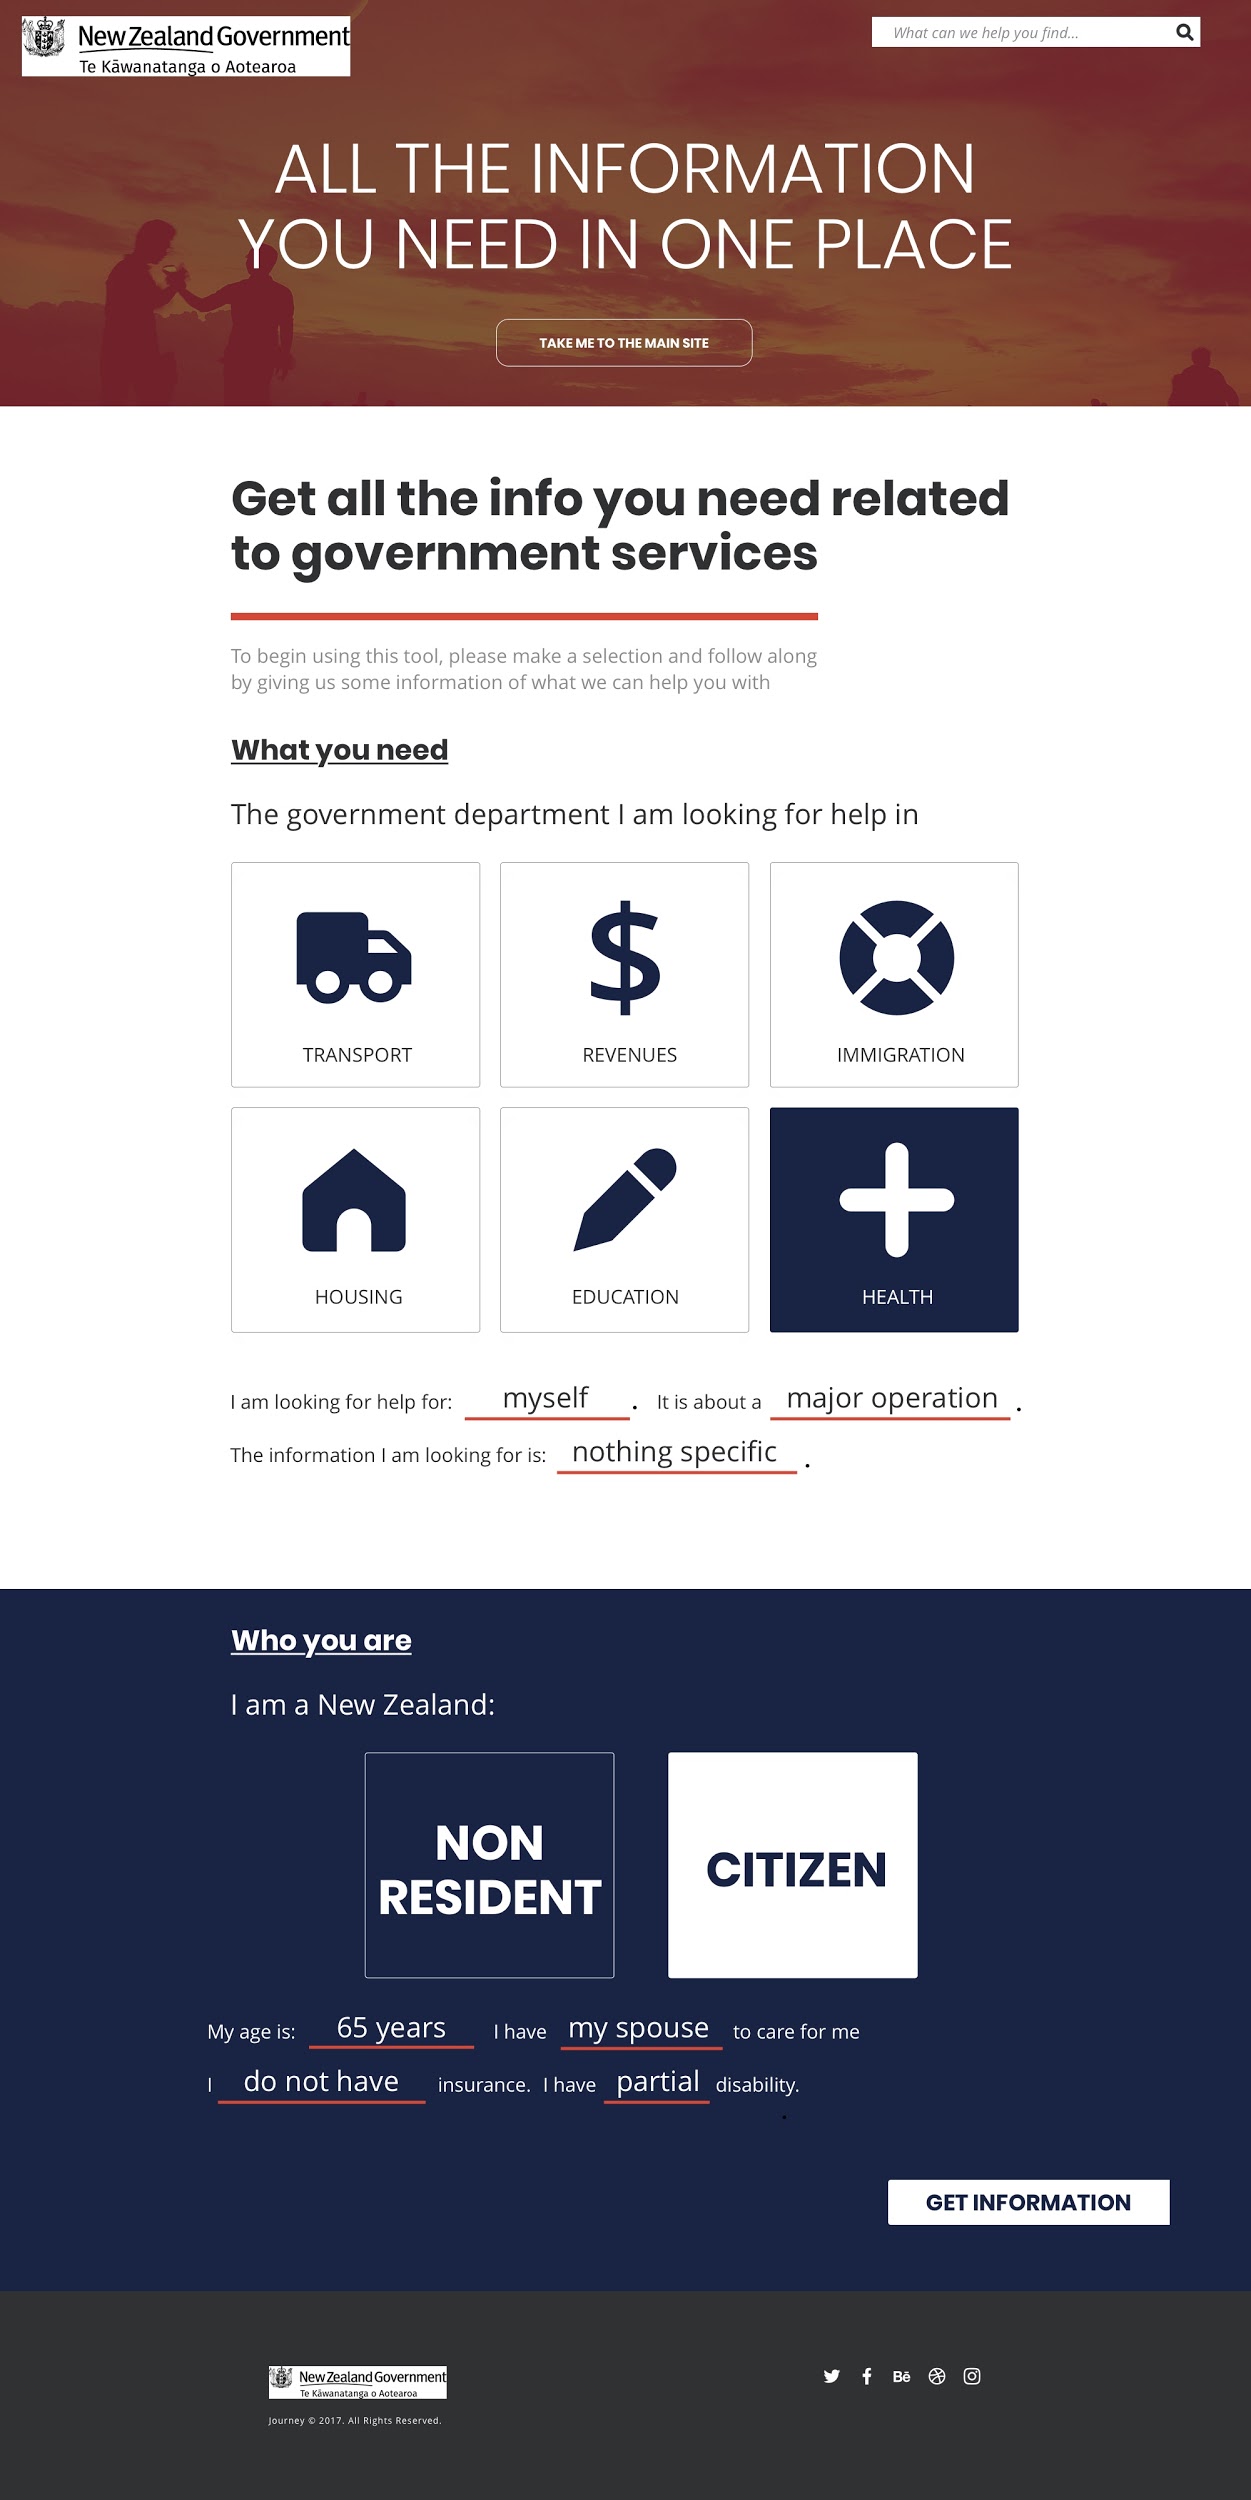 New Zealand Government
Te Kāwanatanga o Aotearoa
What can we help you find...
ALL THE INFORMATION
YOU NEED IN ONE PLACE
TAKE ME TO THE MAIN SITE
Get all the info you need related
to government services
To begin using this tool, please make a selection and follow along
by giving us some information of what we can help you with
What you need
The government department I am looking for help in
TRANSPORT
REVENUES
IMMIGRATION
HOUSING
EDUCATION
HEALTH
I am looking for help for: myself. It is about a major operation.
The information I am looking for is: nothing specific.
Who you are
I am a New Zealand:
NON
RESIDENT
CITIZEN
My age is: 65 years I have my spouse to care for me
I do not have insurance. I have partial disability.
GET INFORMATION
New Zealand Government
Te Kāwanatanga o Aotearoa
Bē
Journey © 2017. All Rights Reserved.